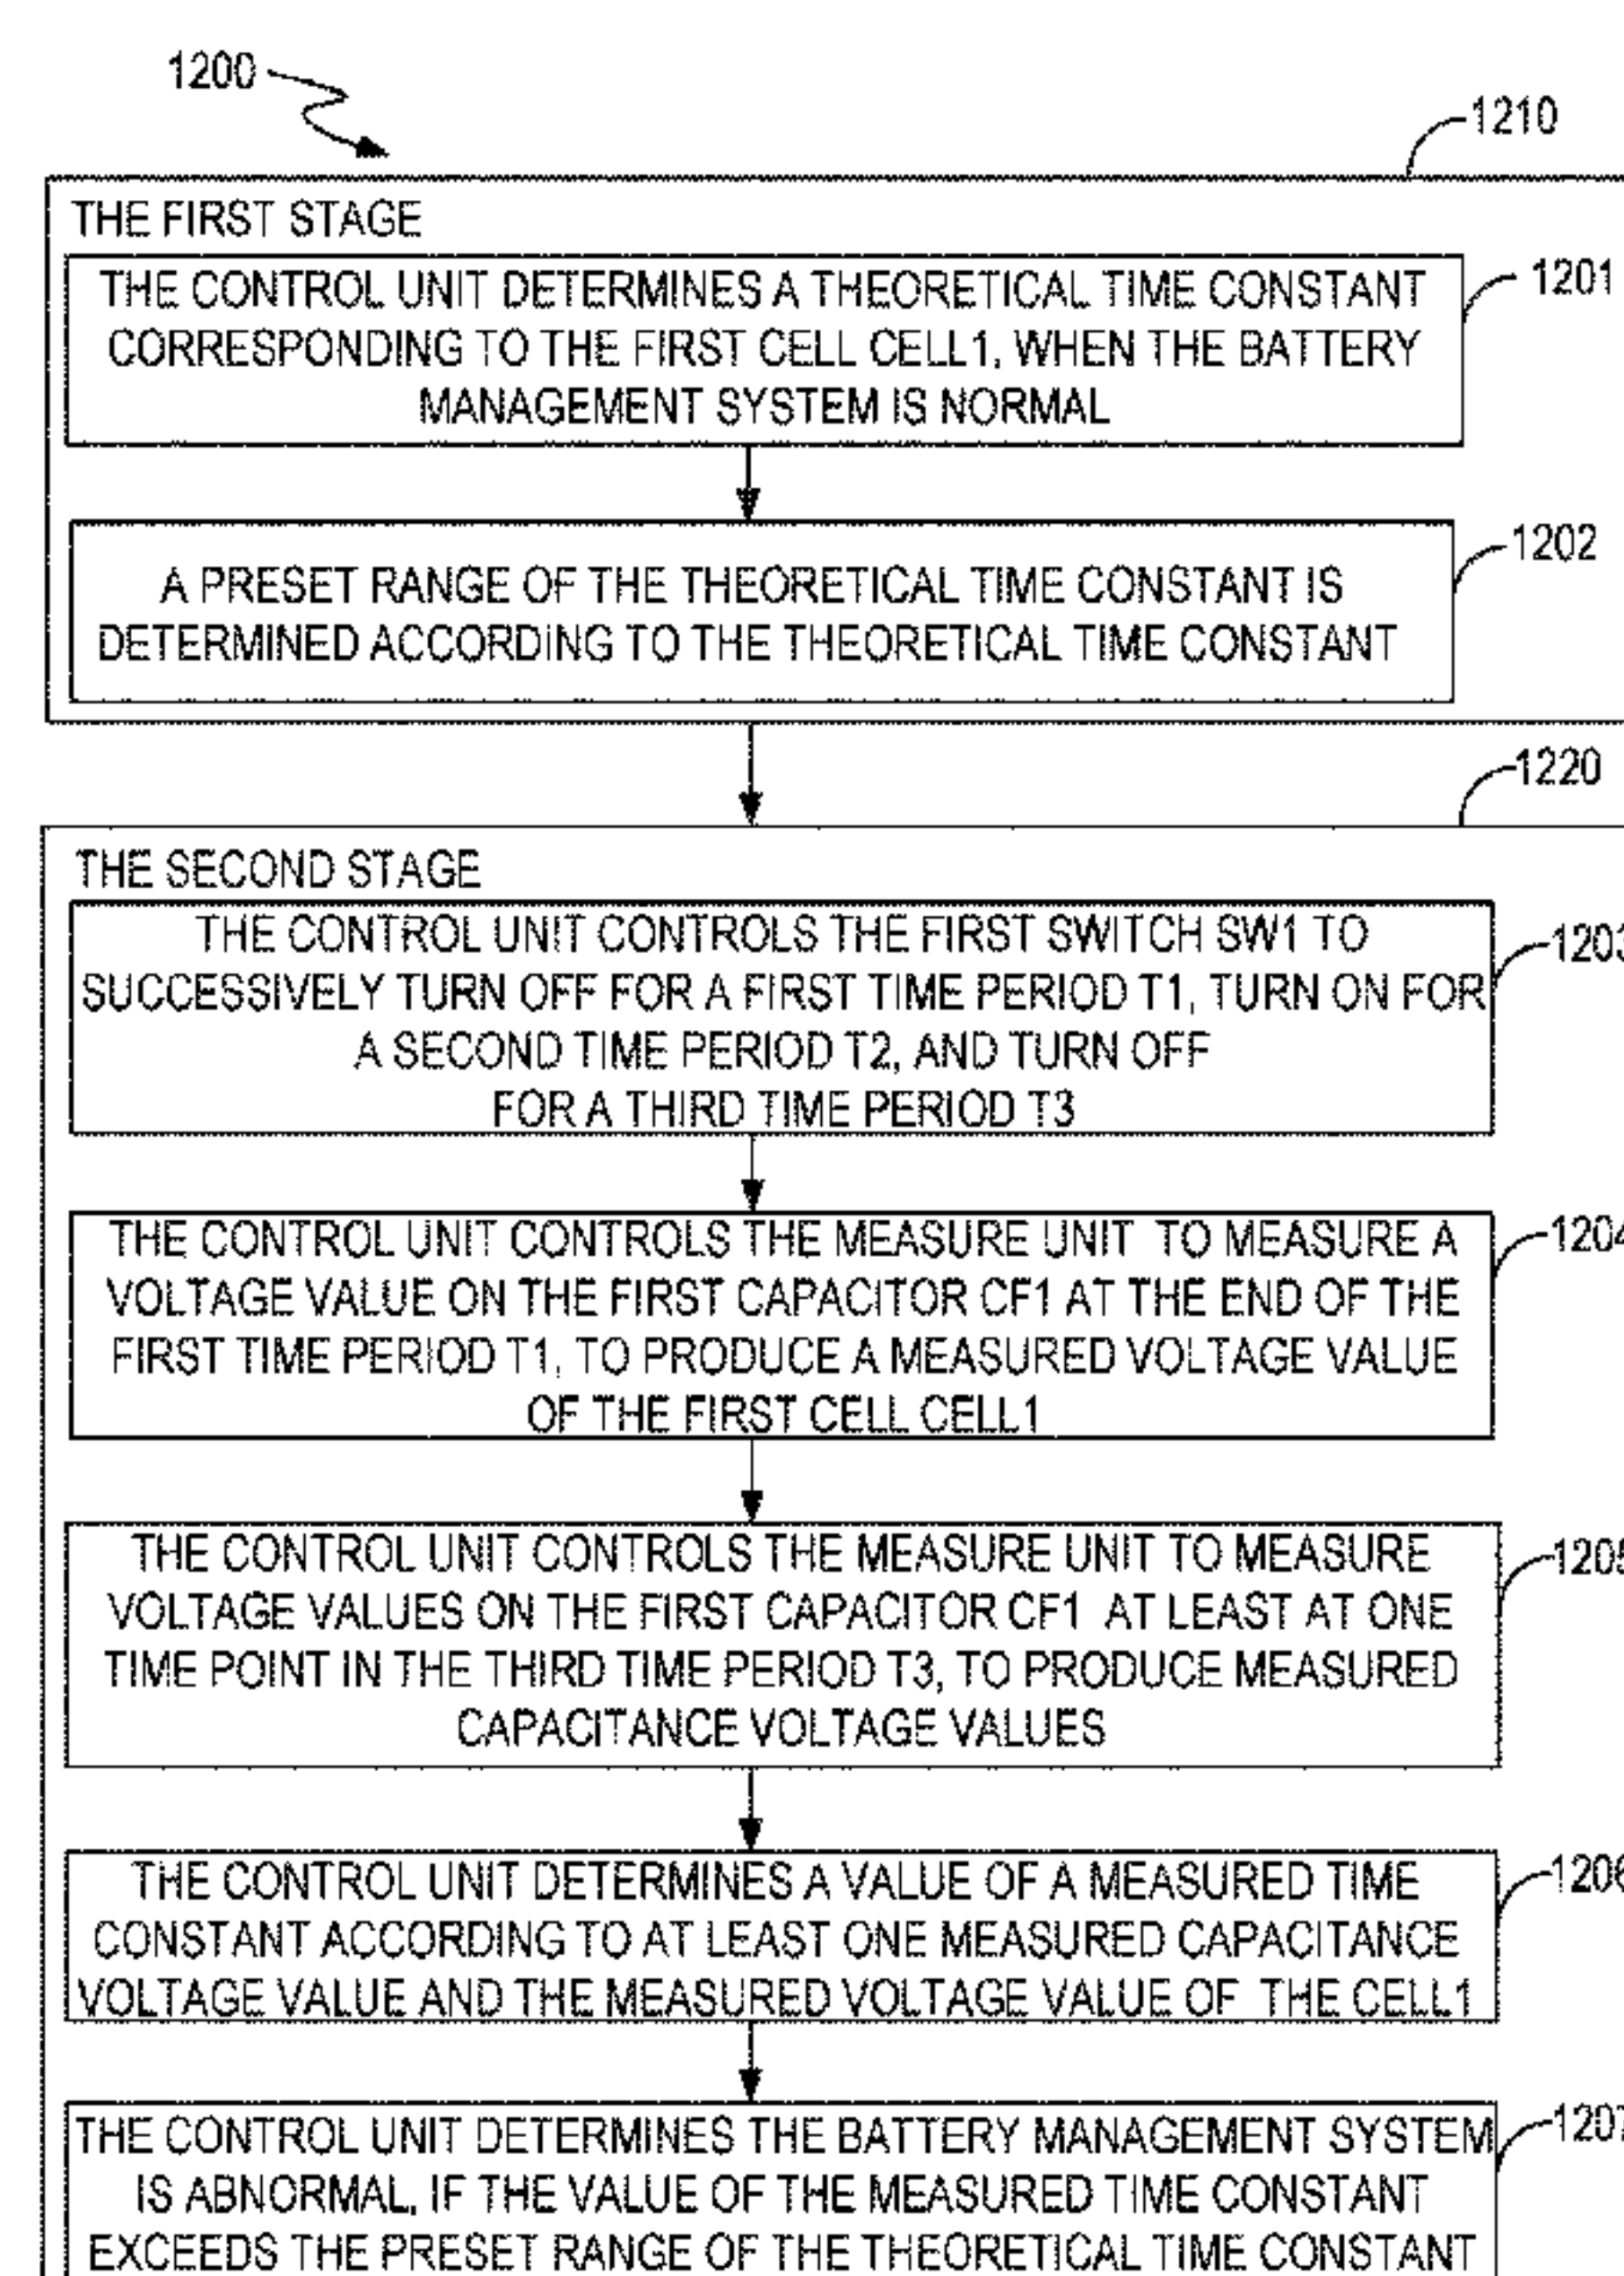 1200
1210
THE FIRST STAGE
THE CONTROL UNIT DETERMINES A THEORETICAL TIME CONSTANT
CORRESPONDING TO THE FIRST CELL CELL1, WHEN THE BATTERY
MANAGEMENT SYSTEM IS NORMAL
1201
A PRESET RANGE OF THE THEORETICAL TIME CONSTANT IS
DETERMINED ACCORDING TO THE THEORETICAL TIME CONSTANT
1202
1220
THE SECOND STAGE
THE CONTROL UNIT CONTROLS THE FIRST SWITCH SW1 TO
SUCCESSIVELY TURN OFF FOR A FIRST TIME PERIOD T1, TURN ON FOR
A SECOND TIME PERIOD T2, AND TURN OFF
FOR A THIRD TIME PERIOD T3
1203
THE CONTROL UNIT CONTROLS THE MEASURE UNIT TO MEASURE A
VOLTAGE VALUE ON THE FIRST CAPACITOR CF1 AT THE END OF THE
FIRST TIME PERIOD T1, TO PRODUCE A MEASURED VOLTAGE VALUE
OF THE FIRST CELL CELL1
1204
THE CONTROL UNIT CONTROLS THE MEASURE UNIT TO MEASURE
VOLTAGE VALUES ON THE FIRST CAPACITOR CF1 AT LEAST AT ONE
TIME POINT IN THE THIRD TIME PERIOD T3, TO PRODUCE MEASURED
CAPACITANCE VOLTAGE VALUES
1205
THE CONTROL UNIT DETERMINES A VALUE OF A MEASURED TIME
CONSTANT ACCORDING TO AT LEAST ONE MEASURED CAPACITANCE
VOLTAGE VALUE AND THE MEASURED VOLTAGE VALUE OF THE CELL1
1206
THE CONTROL UNIT DETERMINES THE BATTERY MANAGEMENT SYSTEM
IS ABNORMAL, IF THE VALUE OF THE MEASURED TIME CONSTANT
EXCEEDS THE PRESET RANGE OF THE THEORETICAL TIME CONSTANT
1207